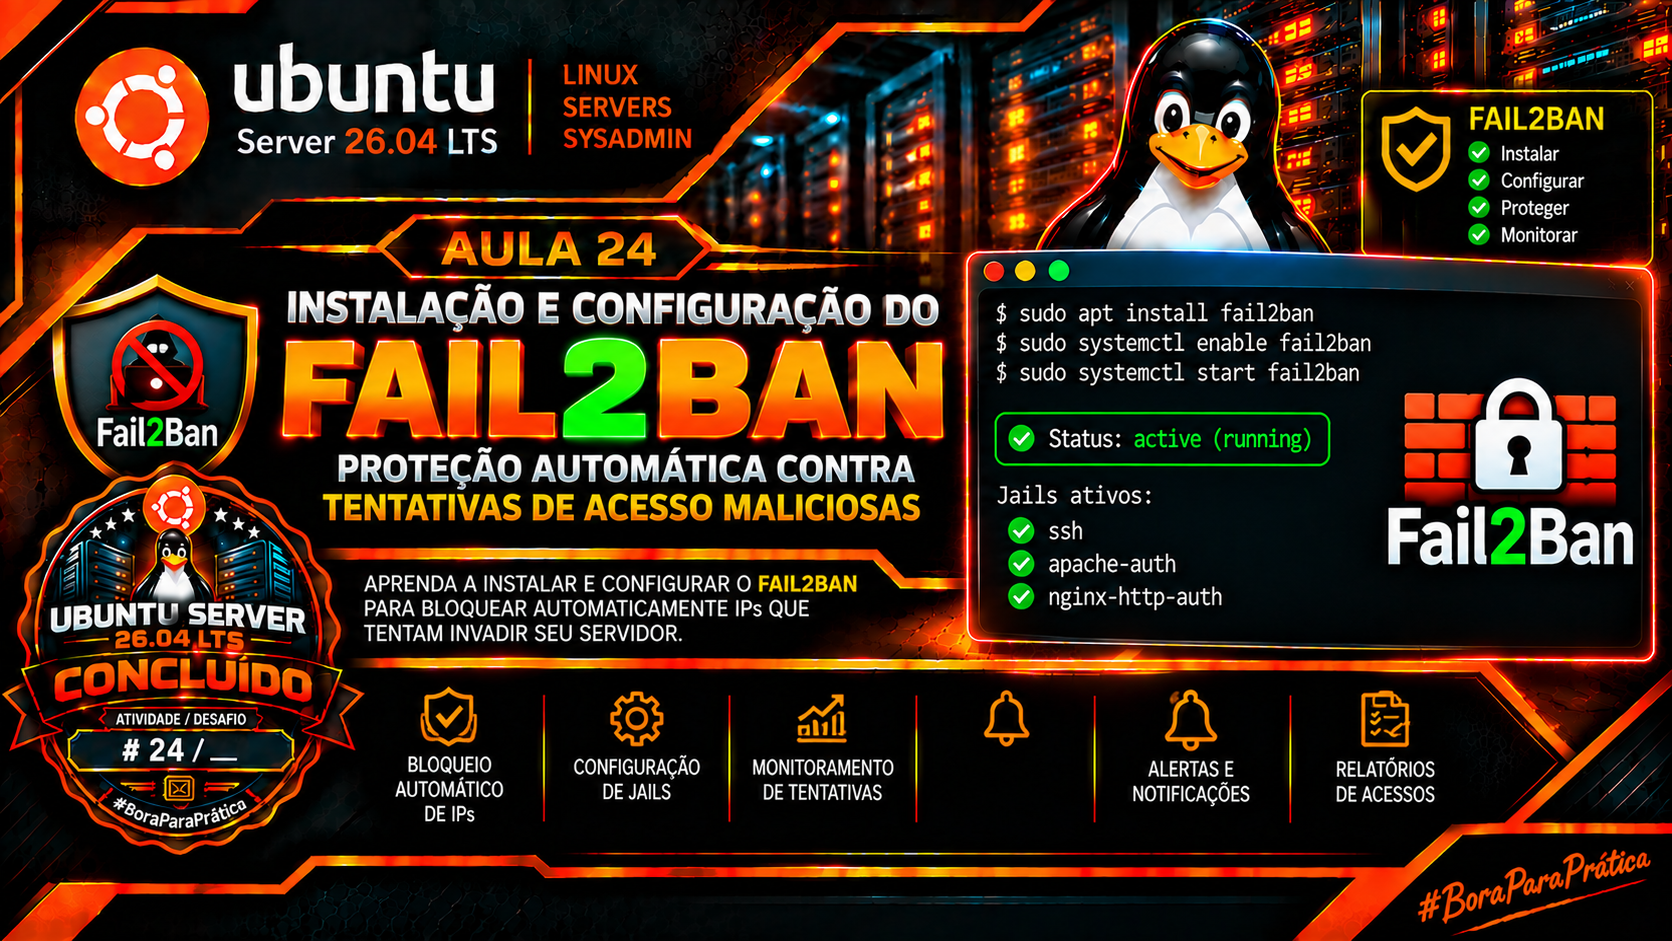 ubuntu
Server 26.04 LTS
LINUX
SERVERS
SYSADMIN
FAIL2BAN
Instalar
Configurar
Proteger
Monitorar
AULA 24
INSTALAÇÃO E CONFIGURAÇÃO DO
FAIL2BAN
PROTEÇÃO AUTOMÁTICA CONTRA
TENTATIVAS DE ACESSO MALICIOSAS
Fail2Ban
APRENDA A INSTALAR E CONFIGURAR O FAIL2BAN
PARA BLOQUEAR AUTOMATICAMENTE IPs QUE
TENTAM INVADIR SEU SERVIDOR.
$ sudo apt install fail2ban
$ sudo systemctl enable fail2ban
$ sudo systemctl start fail2ban
Status: active (running)
Jails ativos:
ssh
apache-auth
nginx-http-auth
Fail2Ban
UBUNTU SERVER
26.04 LTS
CONCLUÍDO
ATIVIDADE / DESAFIO
# 24 / __
#BoraParaPrática
BLOQUEIO
AUTOMÁTICO
DE IPs
CONFIGURAÇÃO
DE JAILS
MONITORAMENTO
DE TENTATIVAS
ALERTAS E
NOTIFICAÇÕES
RELATÓRIOS
DE ACESSOS
#BoraParaPrática